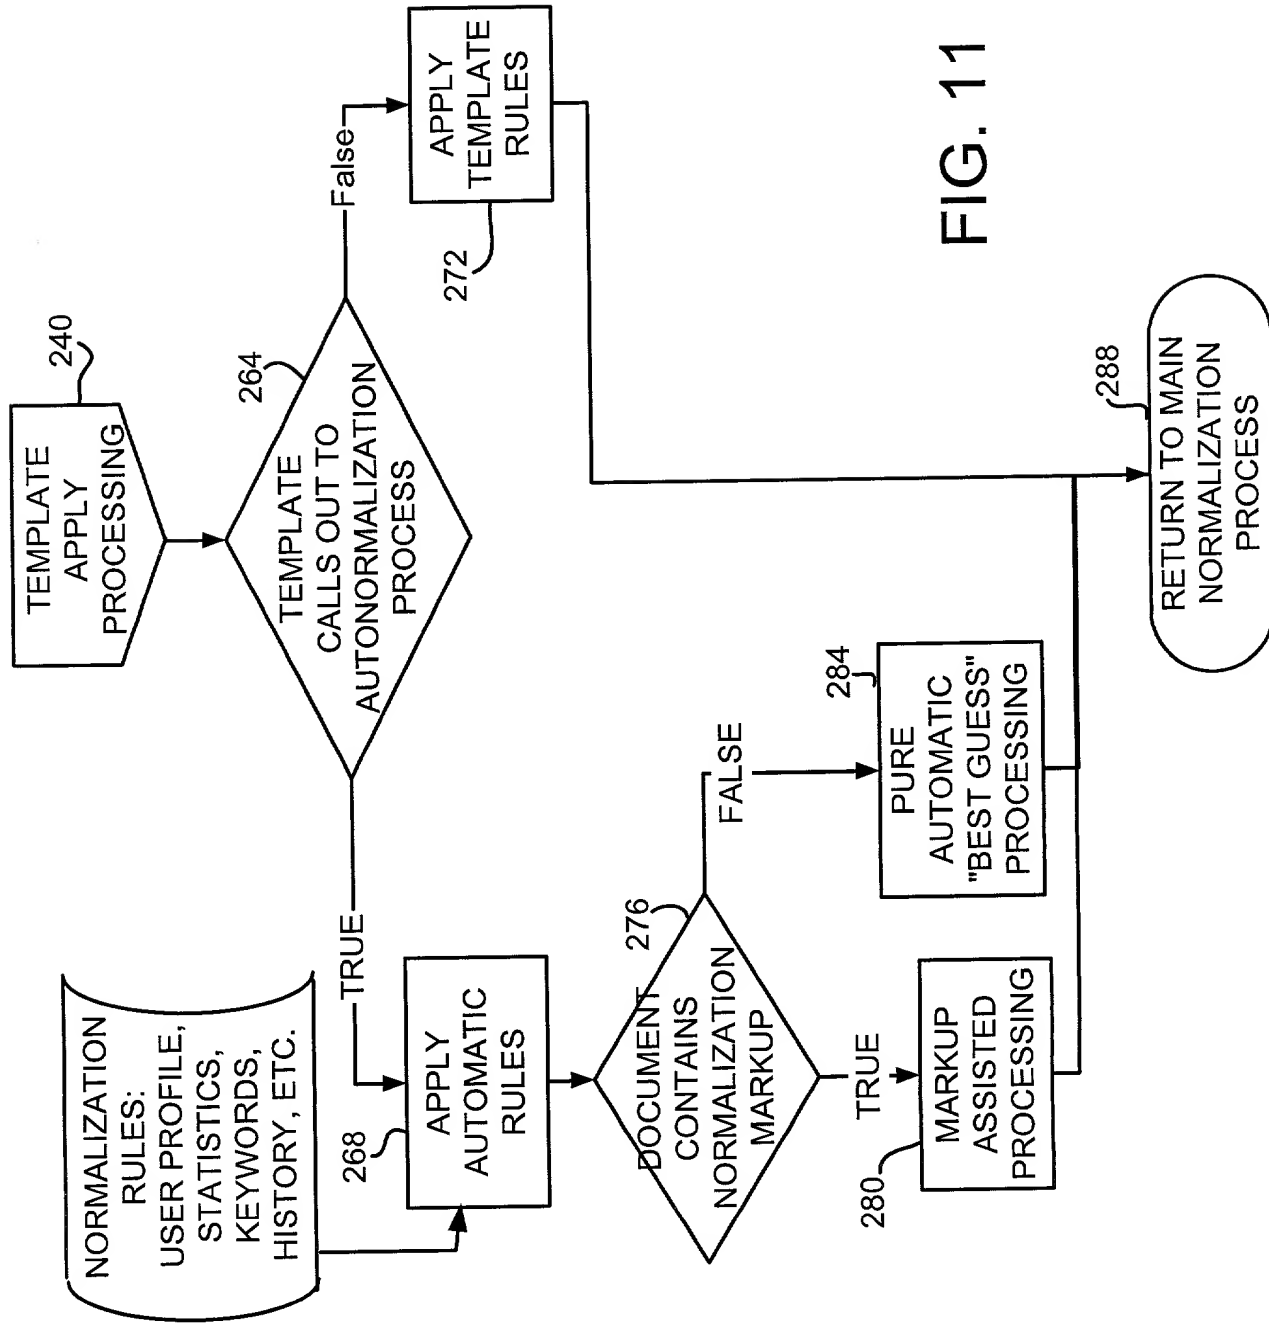 TEMPLATE
APPLY
PROCESSING
240
TEMPLATE
CALLS OUT TO
AUTONORMALIZATION
PROCESS
264
False
APPLY
TEMPLATE
RULES
272
TRUE
NORMALIZATION
RULES:
USER PROFILE,
STATISTICS,
KEYWORDS,
HISTORY, ETC.
APPLY
AUTOMATIC
RULES
268
DOCUMENT
CONTAINS
NORMALIZATION
MARKUP
276
FALSE
PURE
AUTOMATIC
"BEST GUESS"
PROCESSING
284
TRUE
MARKUP
ASSISTED
PROCESSING
280
RETURN TO MAIN
NORMALIZATION
PROCESS
288
FIG. 11